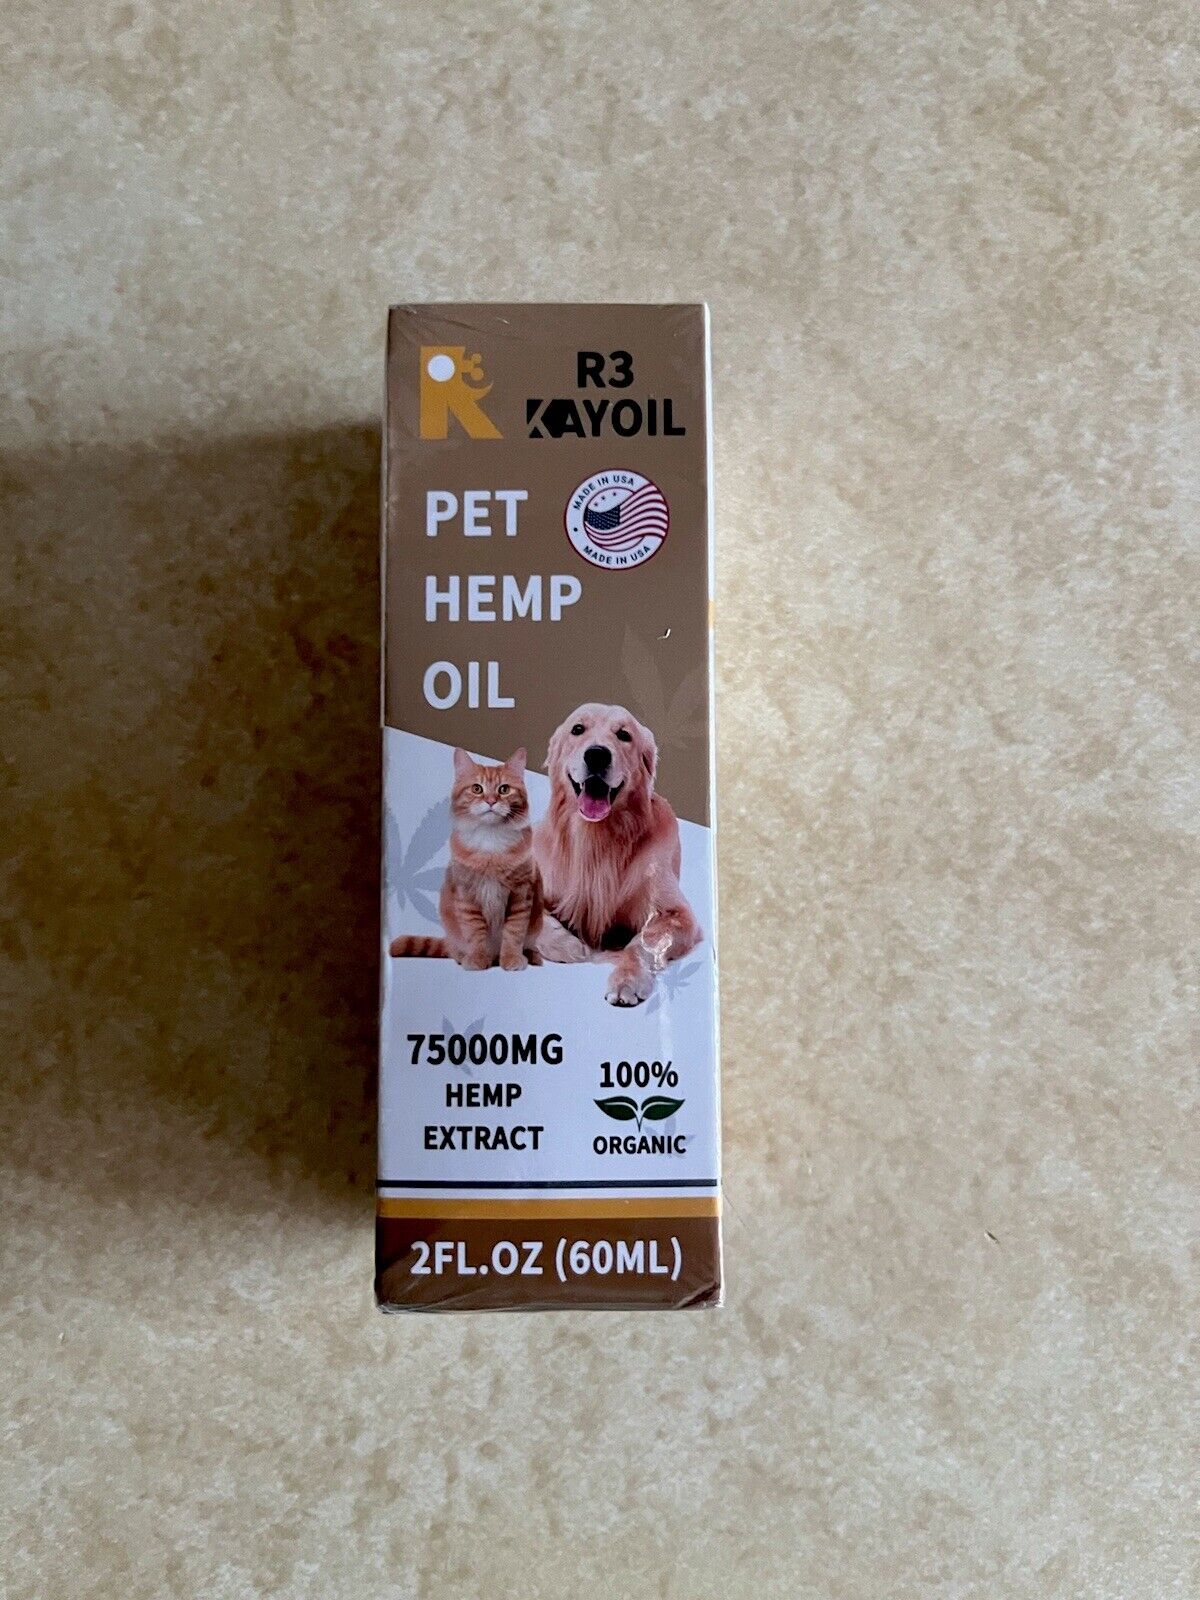 R3
R3
KAYOIL
MADE IN USA
MADE IN USA
PET
HEMP
OIL
75000MG
HEMP
EXTRACT
100%
ORGANIC
2FL.OZ (60ML)